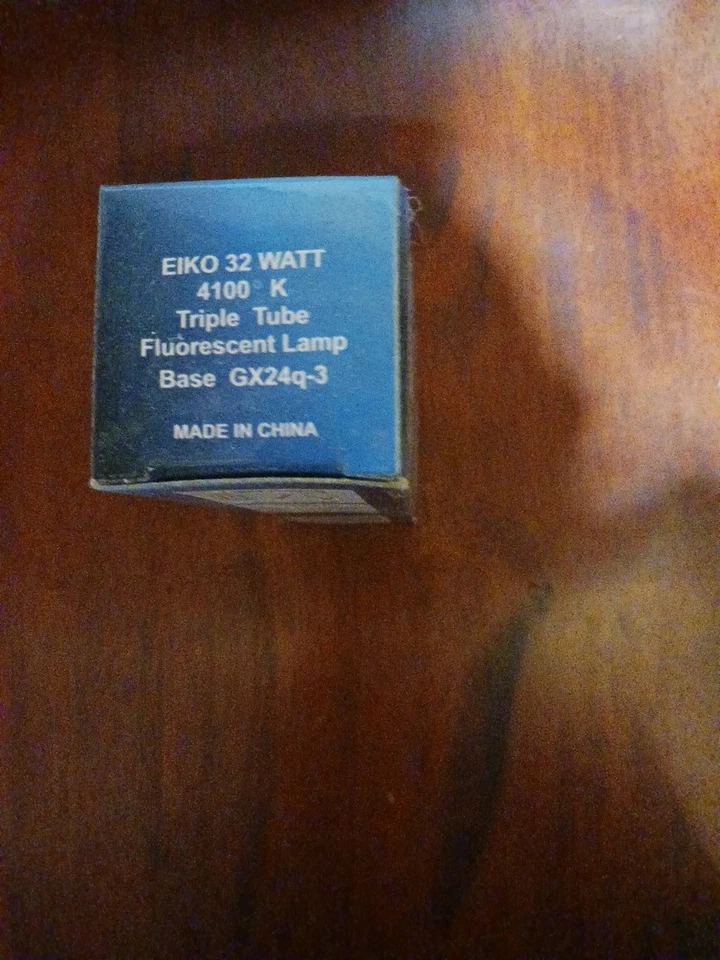 EIKO 32 WATT
4100° K
Triple Tube
Fluorescent Lamp
Base GX24q-3
MADE IN CHINA